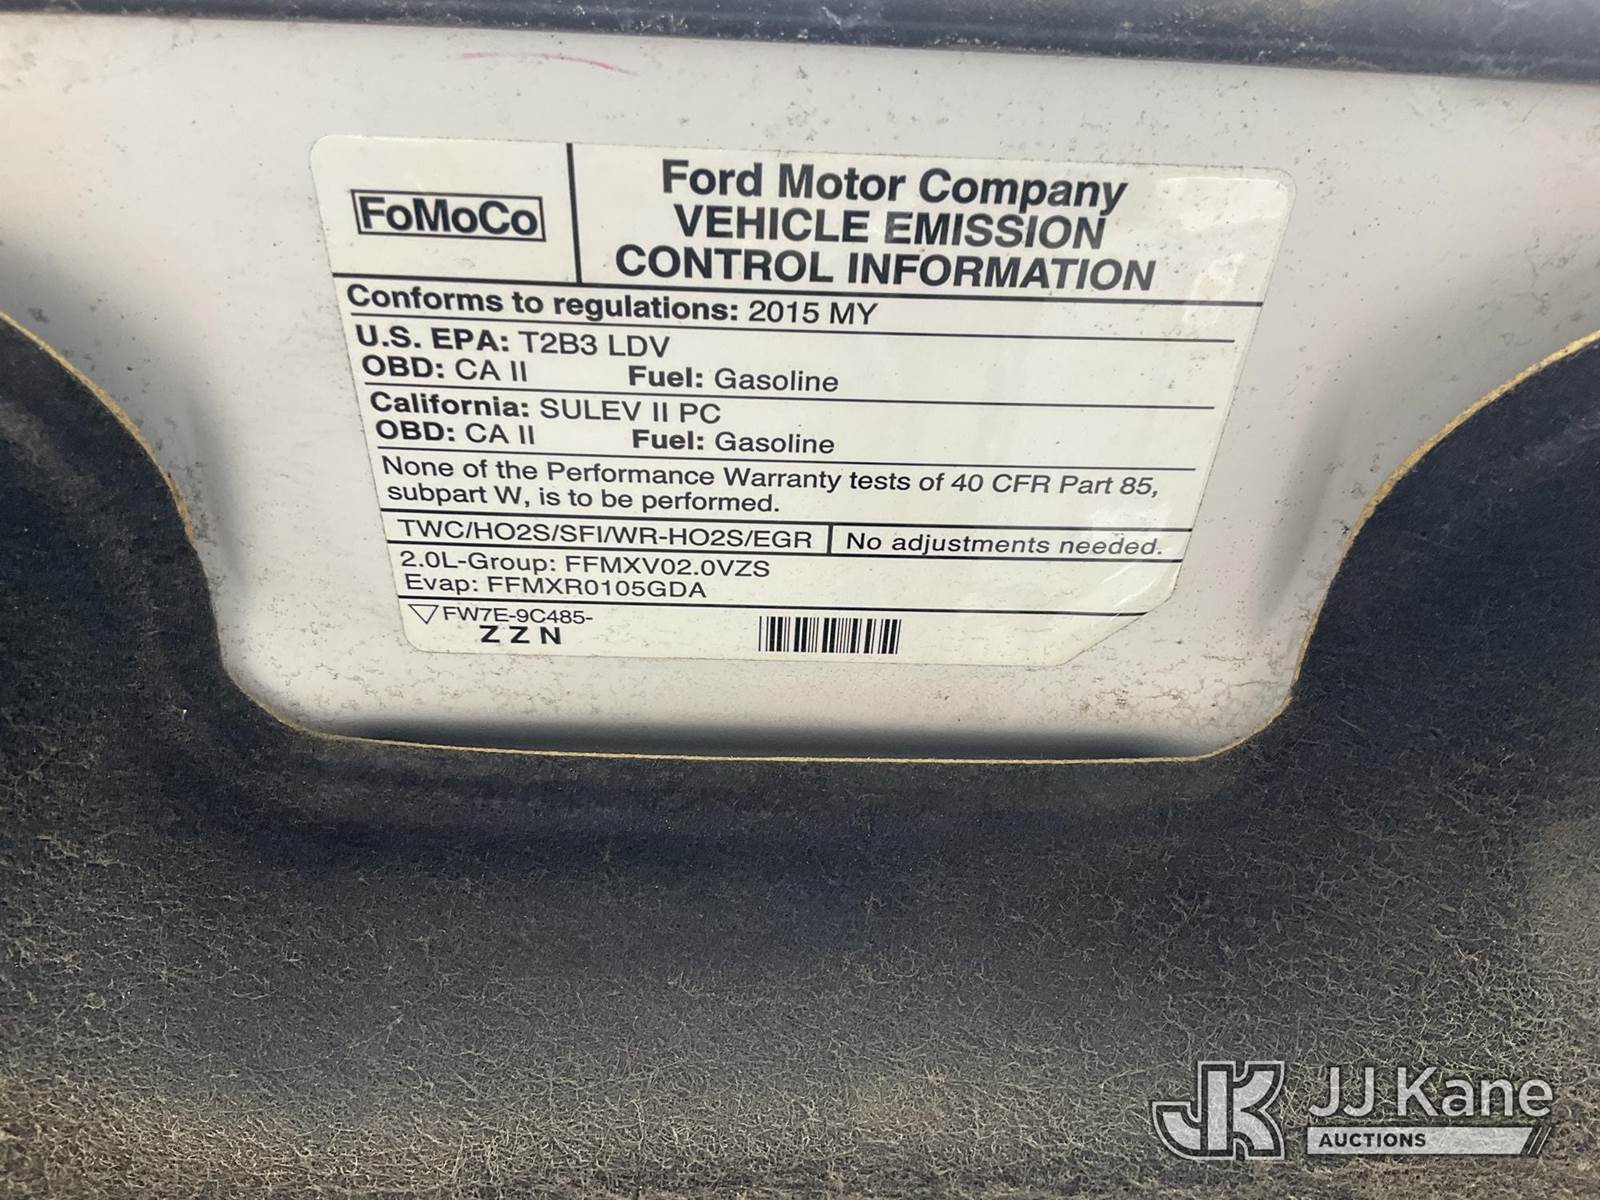 FoMoCo
Ford Motor Company
VEHICLE EMISSION
CONTROL INFORMATION
Conforms to regulations: 2015 MY
U.S. EPA: T2B3 LDV
OBD: CA II Fuel: Gasoline
California: SULEV II PC
OBD: CA II Fuel: Gasoline
None of the Performance Warranty tests of 40 CFR Part 85,
subpart W, is to be performed.
TWC/HO2S/SFI/WR-HO2S/EGR No adjustments needed.
2.0L-Group: FFMXV02.0VZS
Evap: FFMXR0105GDA
FW7E-9C485-
ZZN
JK JJ Kane
AUCTIONS